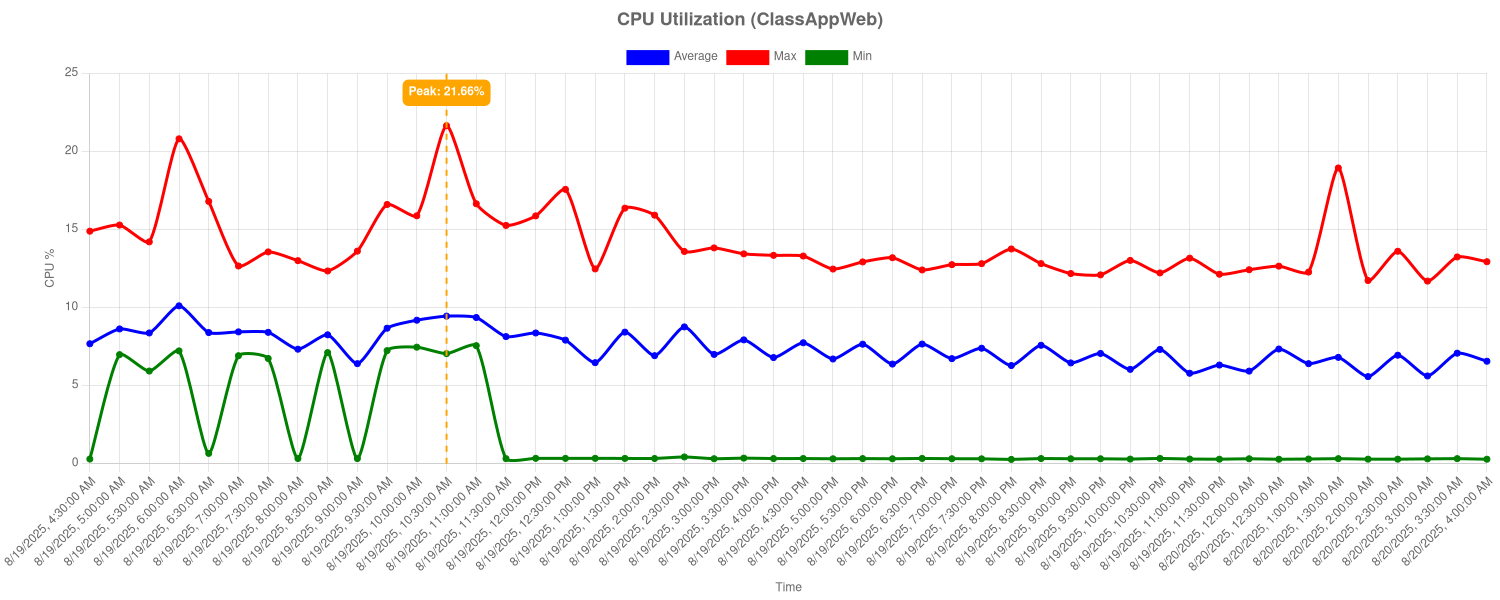 CPU Utilization (ClassAppWeb)
Average Max Min
Peak: 21.66%
CPU %
25
20
15
10
5
0
8/19/2025, 4:30:00 AM
8/19/2025, 5:00:00 AM
8/19/2025, 5:30:00 AM
8/19/2025, 6:00:00 AM
8/19/2025, 6:30:00 AM
8/19/2025, 7:00:00 AM
8/19/2025, 7:30:00 AM
8/19/2025, 8:00:00 AM
8/19/2025, 8:30:00 AM
8/19/2025, 9:00:00 AM
8/19/2025, 9:30:00 AM
8/19/2025, 10:00:00 AM
8/19/2025, 10:30:00 AM
8/19/2025, 11:00:00 AM
8/19/2025, 11:30:00 AM
8/19/2025, 12:00:00 PM
8/19/2025, 12:30:00 PM
8/19/2025, 1:00:00 PM
8/19/2025, 1:30:00 PM
8/19/2025, 2:00:00 PM
8/19/2025, 2:30:00 PM
8/19/2025, 3:00:00 PM
8/19/2025, 3:30:00 PM
8/19/2025, 4:00:00 PM
8/19/2025, 4:30:00 PM
8/19/2025, 5:00:00 PM
8/19/2025, 5:30:00 PM
8/19/2025, 6:00:00 PM
8/19/2025, 6:30:00 PM
8/19/2025, 7:00:00 PM
8/19/2025, 7:30:00 PM
8/19/2025, 8:00:00 PM
8/19/2025, 8:30:00 PM
8/19/2025, 9:00:00 PM
8/19/2025, 9:30:00 PM
8/19/2025, 10:00:00 PM
8/19/2025, 10:30:00 PM
8/19/2025, 11:00:00 PM
8/19/2025, 11:30:00 PM
8/20/2025, 12:00:00 AM
8/20/2025, 12:30:00 AM
8/20/2025, 1:00:00 AM
8/20/2025, 1:30:00 AM
8/20/2025, 2:00:00 AM
8/20/2025, 2:30:00 AM
8/20/2025, 3:00:00 AM
8/20/2025, 3:30:00 AM
8/20/2025, 4:00:00 AM
Time